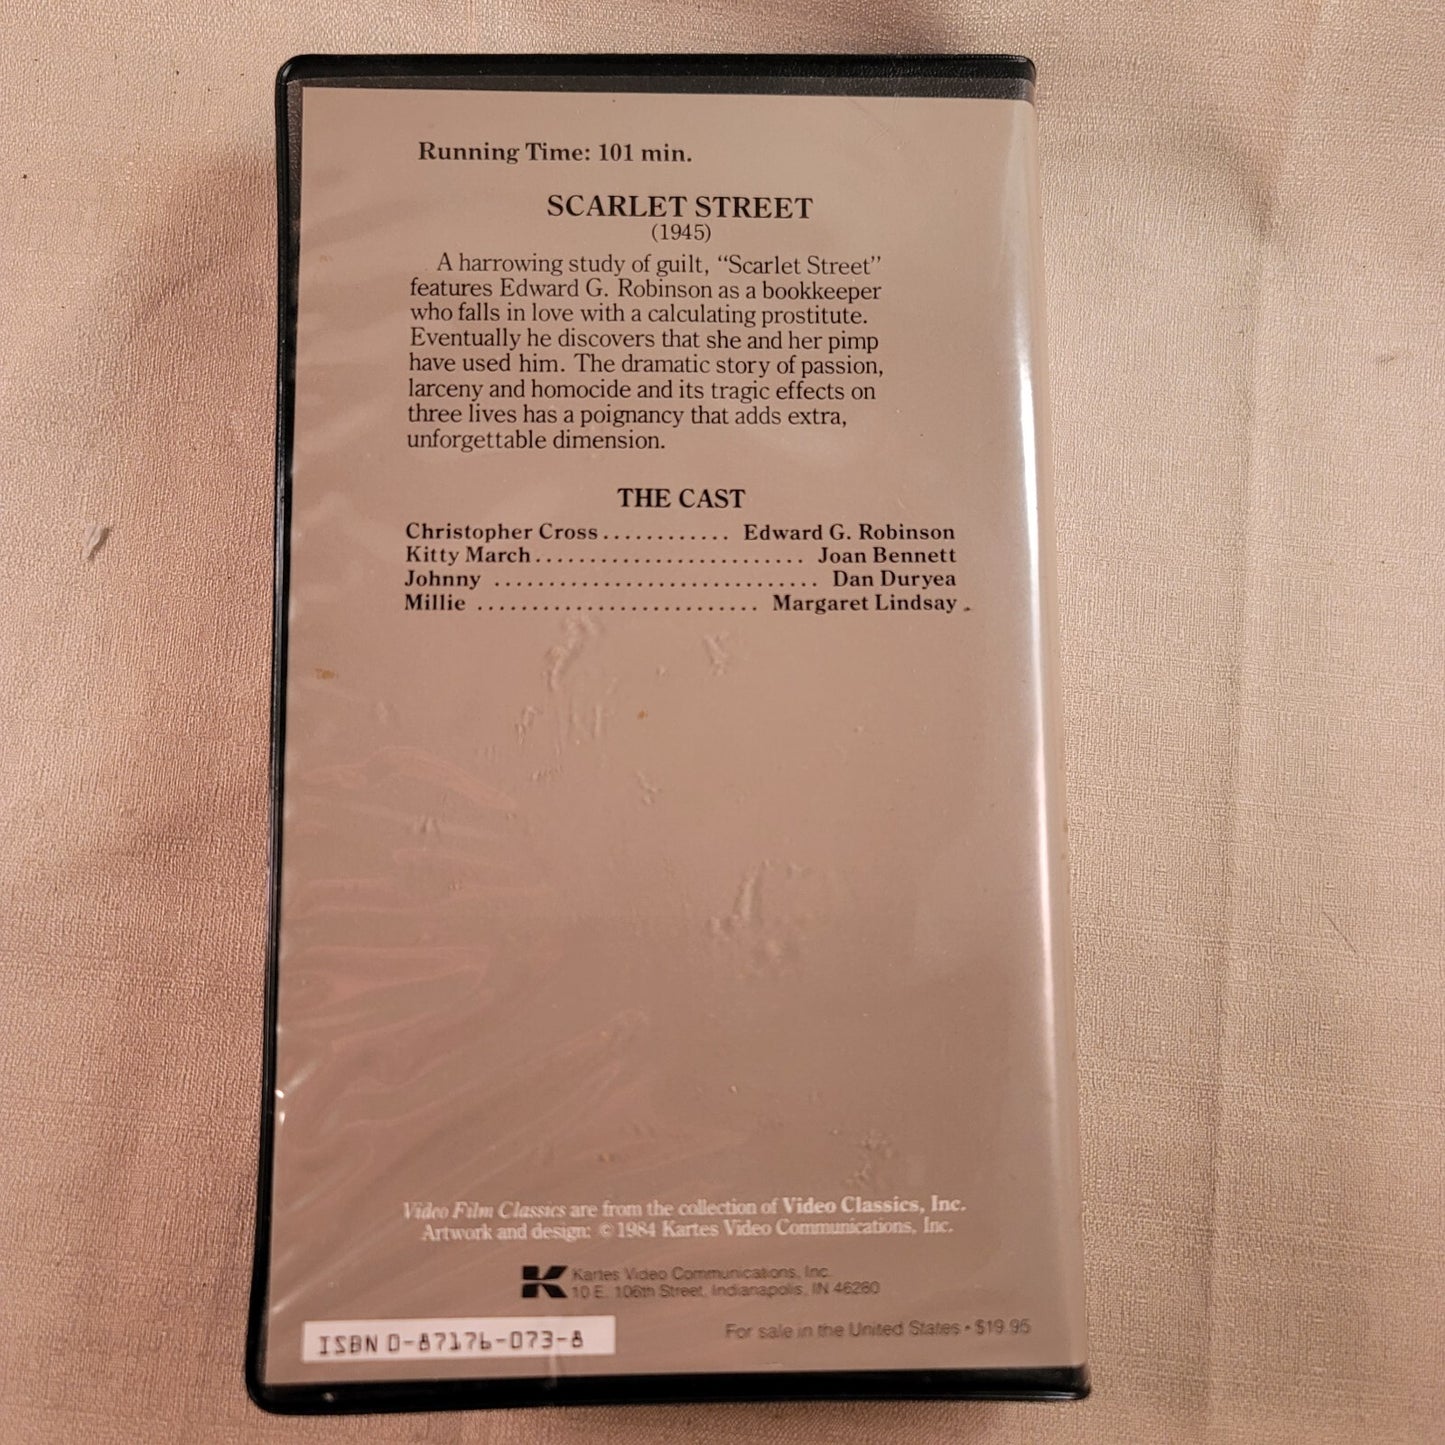 Running Time: 101 min.
SCARLET STREET
(1945)
A harrowing study of guilt, “Scarlet Street”
features Edward G. Robinson as a bookkeeper
who falls in love with a calculating prostitute.
Eventually he discovers that she and her pimp
have used him. The dramatic story of passion,
larceny and homocide and its tragic effects on
three lives has a poignancy that adds extra,
unforgettable dimension.
THE CAST
Christopher Cross ............ Edward G. Robinson
Kitty March ......................... Joan Bennett
Johnny .............................. Dan Duryea
Millie .......................... Margaret Lindsay
Video Film Classics are from the collection of Video Classics, Inc.
Artwork and design: © 1984 Kartes Video Communications, Inc.
K Kartes Video Communications, Inc.
10 E. 106th Street, Indianapolis, IN 46280
For sale in the United States • $19.95
ISBN 0-87176-073-8